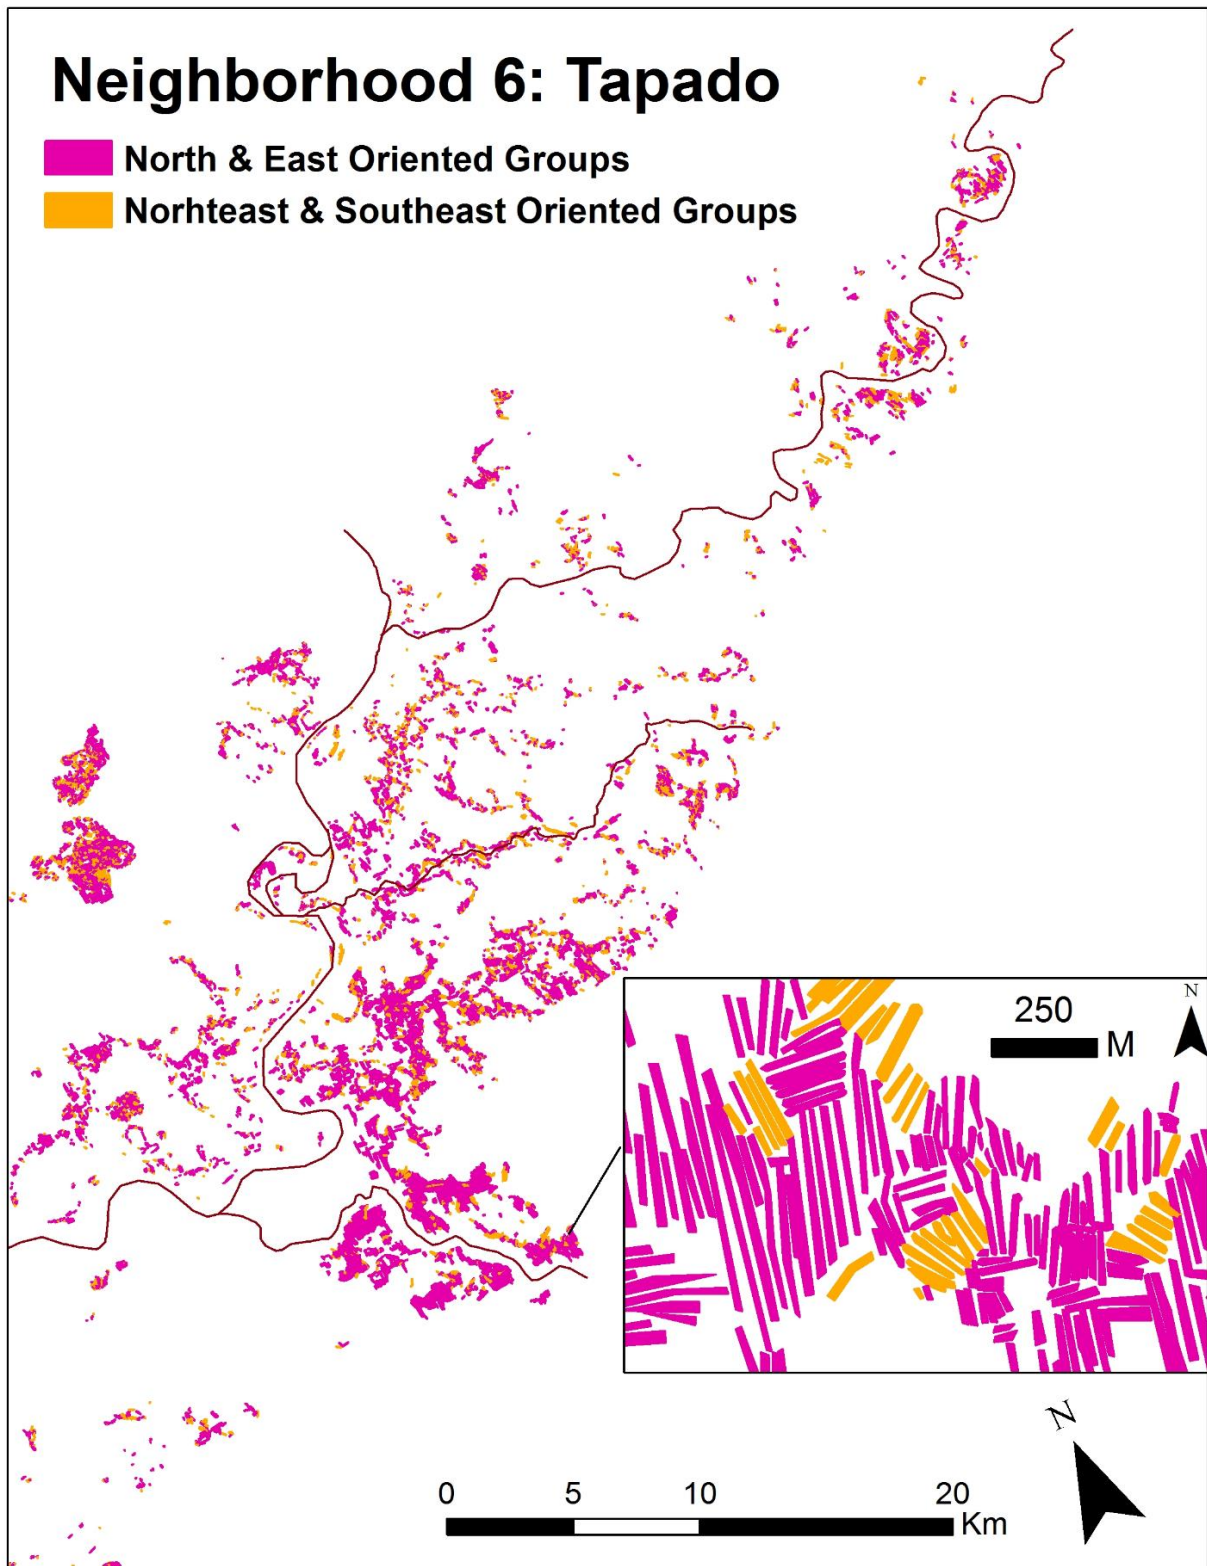 Neighborhood 6: Tapado
North & East Oriented Groups
Norhteast & Southeast Oriented Groups
250
M
N
N
0 5 10 20
Km